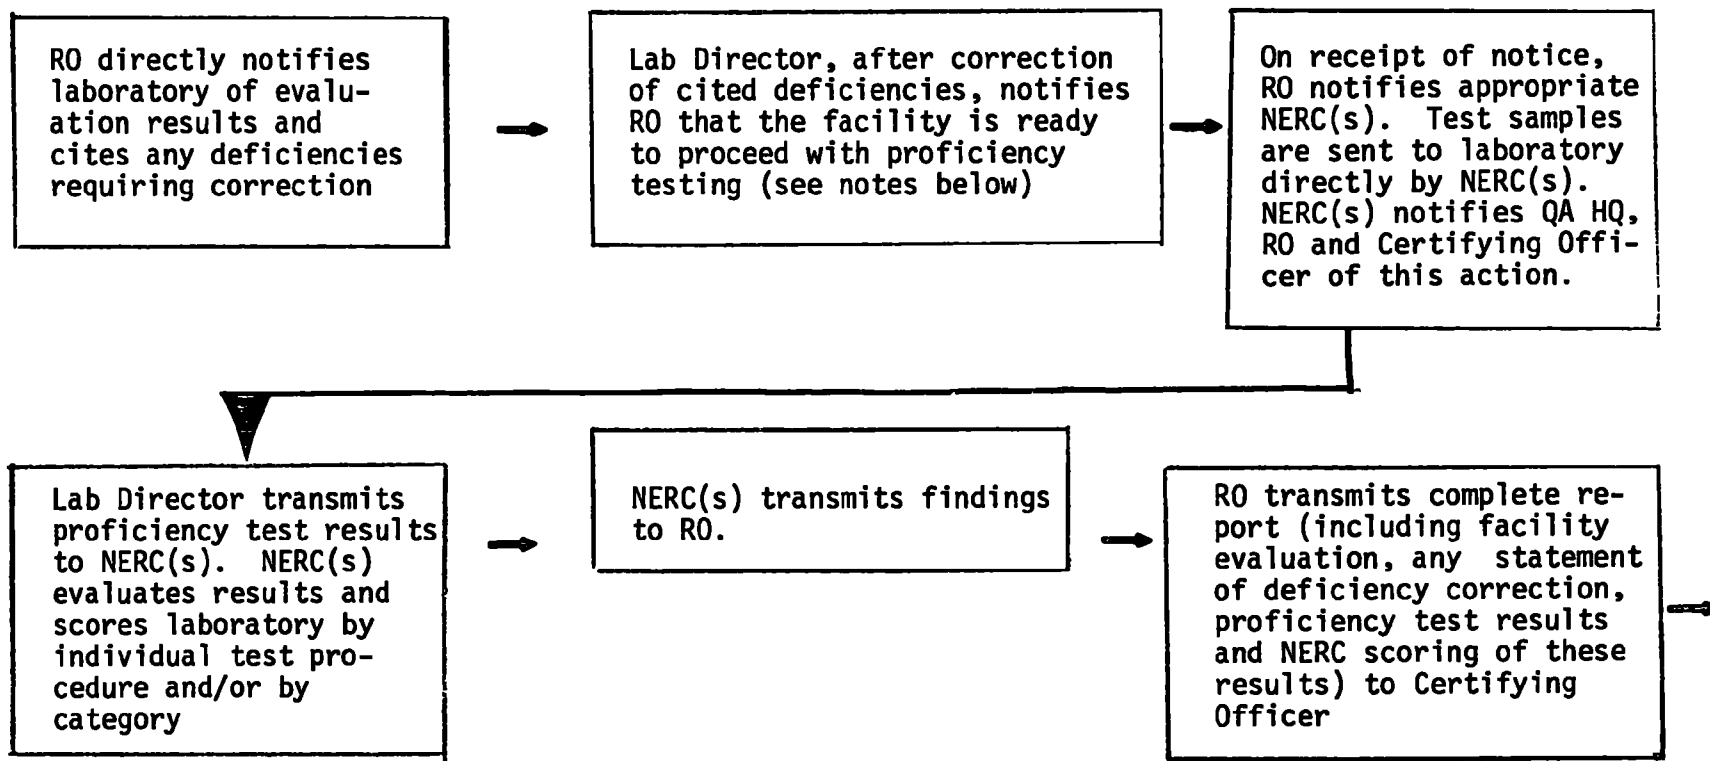 RO directly notifies
laboratory of evalu-
ation results and
cites any deficiencies
requiring correction
Lab Director, after correction
of cited deficiencies, notifies
RO that the facility is ready
to proceed with proficiency
testing (see notes below)
On receipt of notice,
RO notifies appropriate
NERC(s). Test samples
are sent to laboratory
directly by NERC(s).
NERC(s) notifies QA HQ,
RO and Certifying Offi-
cer of this action.
Lab Director transmits
proficiency test results
to NERC(s). NERC(s)
evaluates results and
scores laboratory by
individual test pro-
cedure and/or by
category
NERC(s) transmits findings
to RO.
RO transmits complete re-
port (including facility
evaluation, any statement
of deficiency correction,
proficiency test results
and NERC scoring of these
results) to Certifying
Officer